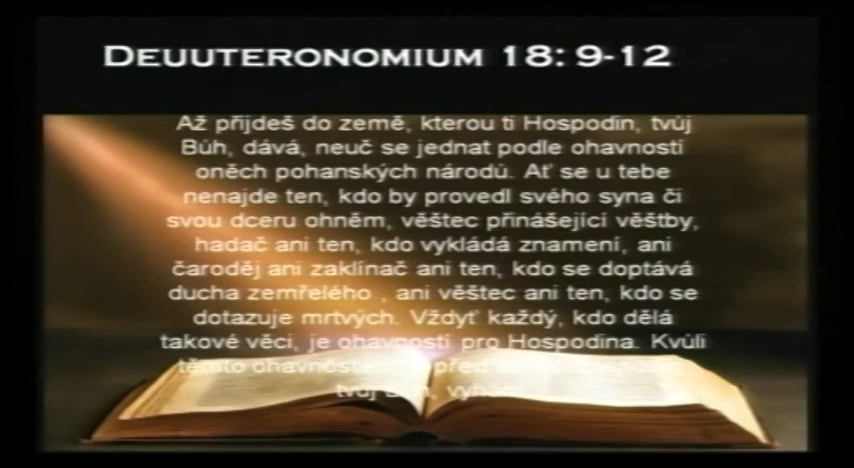 DEUUTERONOMIUM 18: 9-12
Až přijdeš do země, kterou ti Hospodin, tvůj
Bůh, dává, neuč se jednat podle ohavností
oněch pohanských národů. Ať se u tebe
nenajde ten, kdo by provedl svého syna či
svou dceru ohněm, věštec přinášející věštby,
hadač ani ten, kdo vykládá znamení, ani
čaroděj ani zaklínač ani ten, kdo se doptává
ducha zemřelého , ani věštec ani ten, kdo se
dotazuje mrtvých. Vždyť každý, kdo dělá
takové věci, je ohavností pro Hospodina. Kvůli
těmto ohavnostem před
tvůj